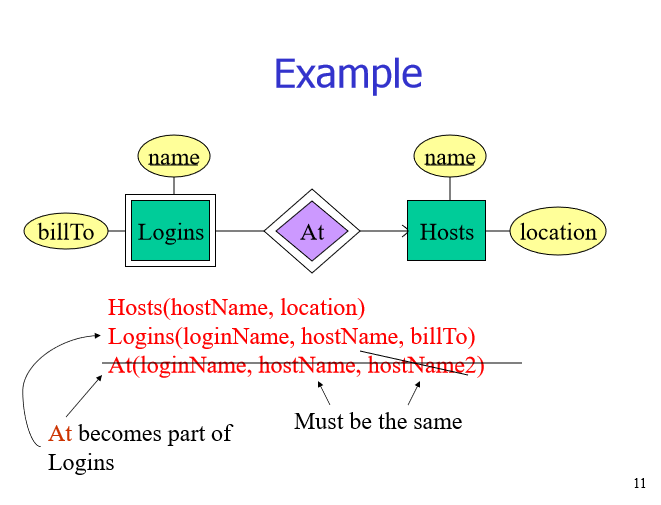 Example
name
name
billTo
Logins
At
Hosts
location
Hosts(hostName, location)
Logins(loginName, hostName, billTo)
At(loginName, hostName, hostName2)
Must be the same
At becomes part of
Logins
11